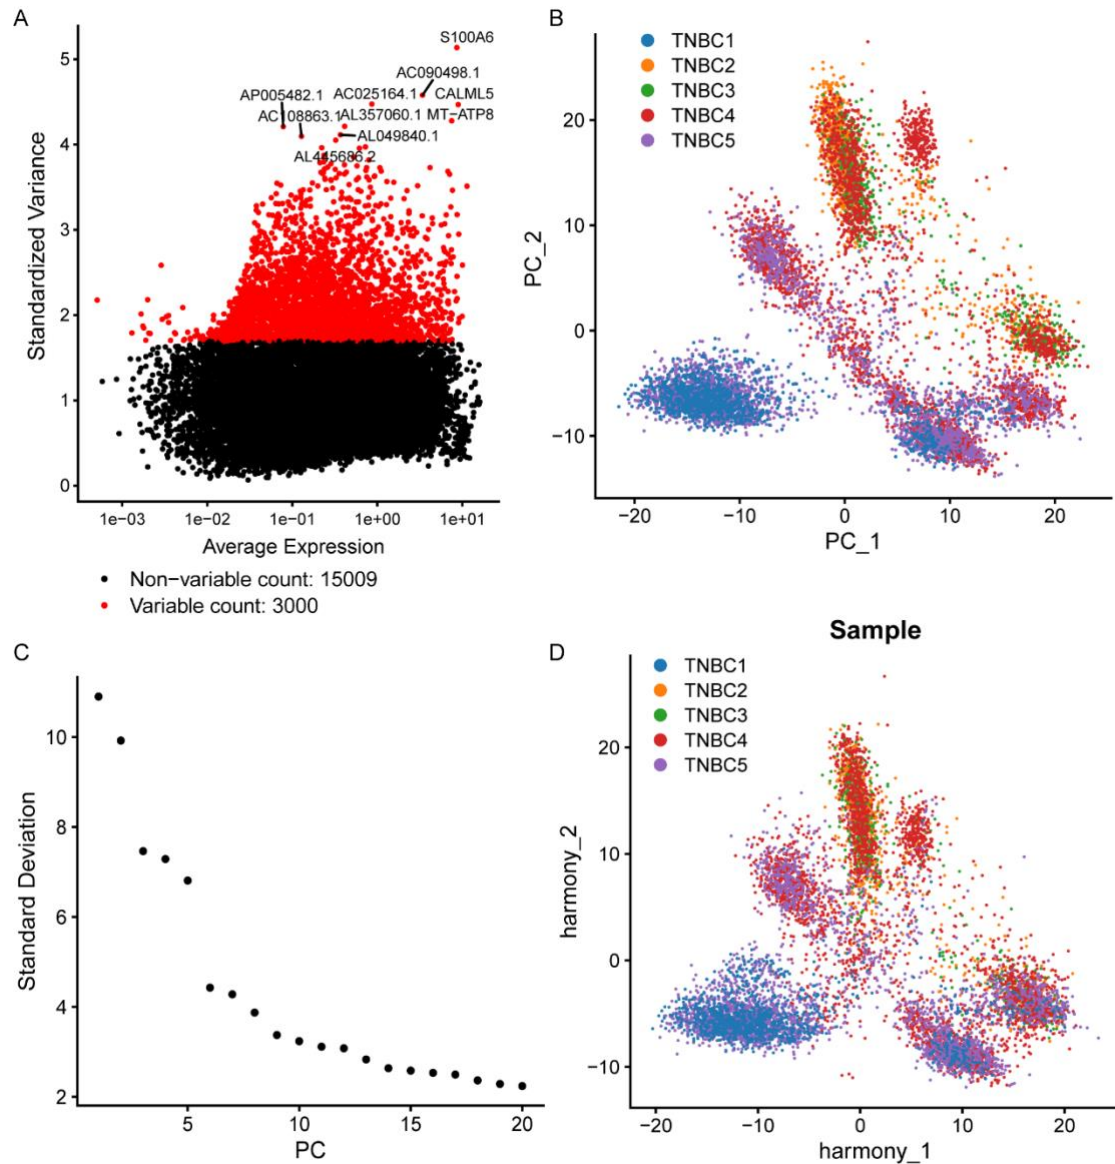 A
S100A6
5
AC090498.1
AP005482.1
AC025164.1
CALML5
AC108863.1
AL357060.1
MT-ATP8
AL049840.1
4
AL445686.2
3
2
1
0
Standardized Variance
1e-03
1e-02
1e-01
1e+00
1e+01
Average Expression
Non-variable count: 15009
Variable count: 3000
B
TNBC1
TNBC2
TNBC3
TNBC4
TNBC5
20
10
0
-10
PC_2
-20
-10
0
10
20
PC_1
C
10
8
6
4
2
Standard Deviation
5
10
15
20
PC
Sample
D
TNBC1
TNBC2
TNBC3
TNBC4
TNBC5
20
10
0
-10
harmony_2
-20
-10
0
10
20
harmony_1